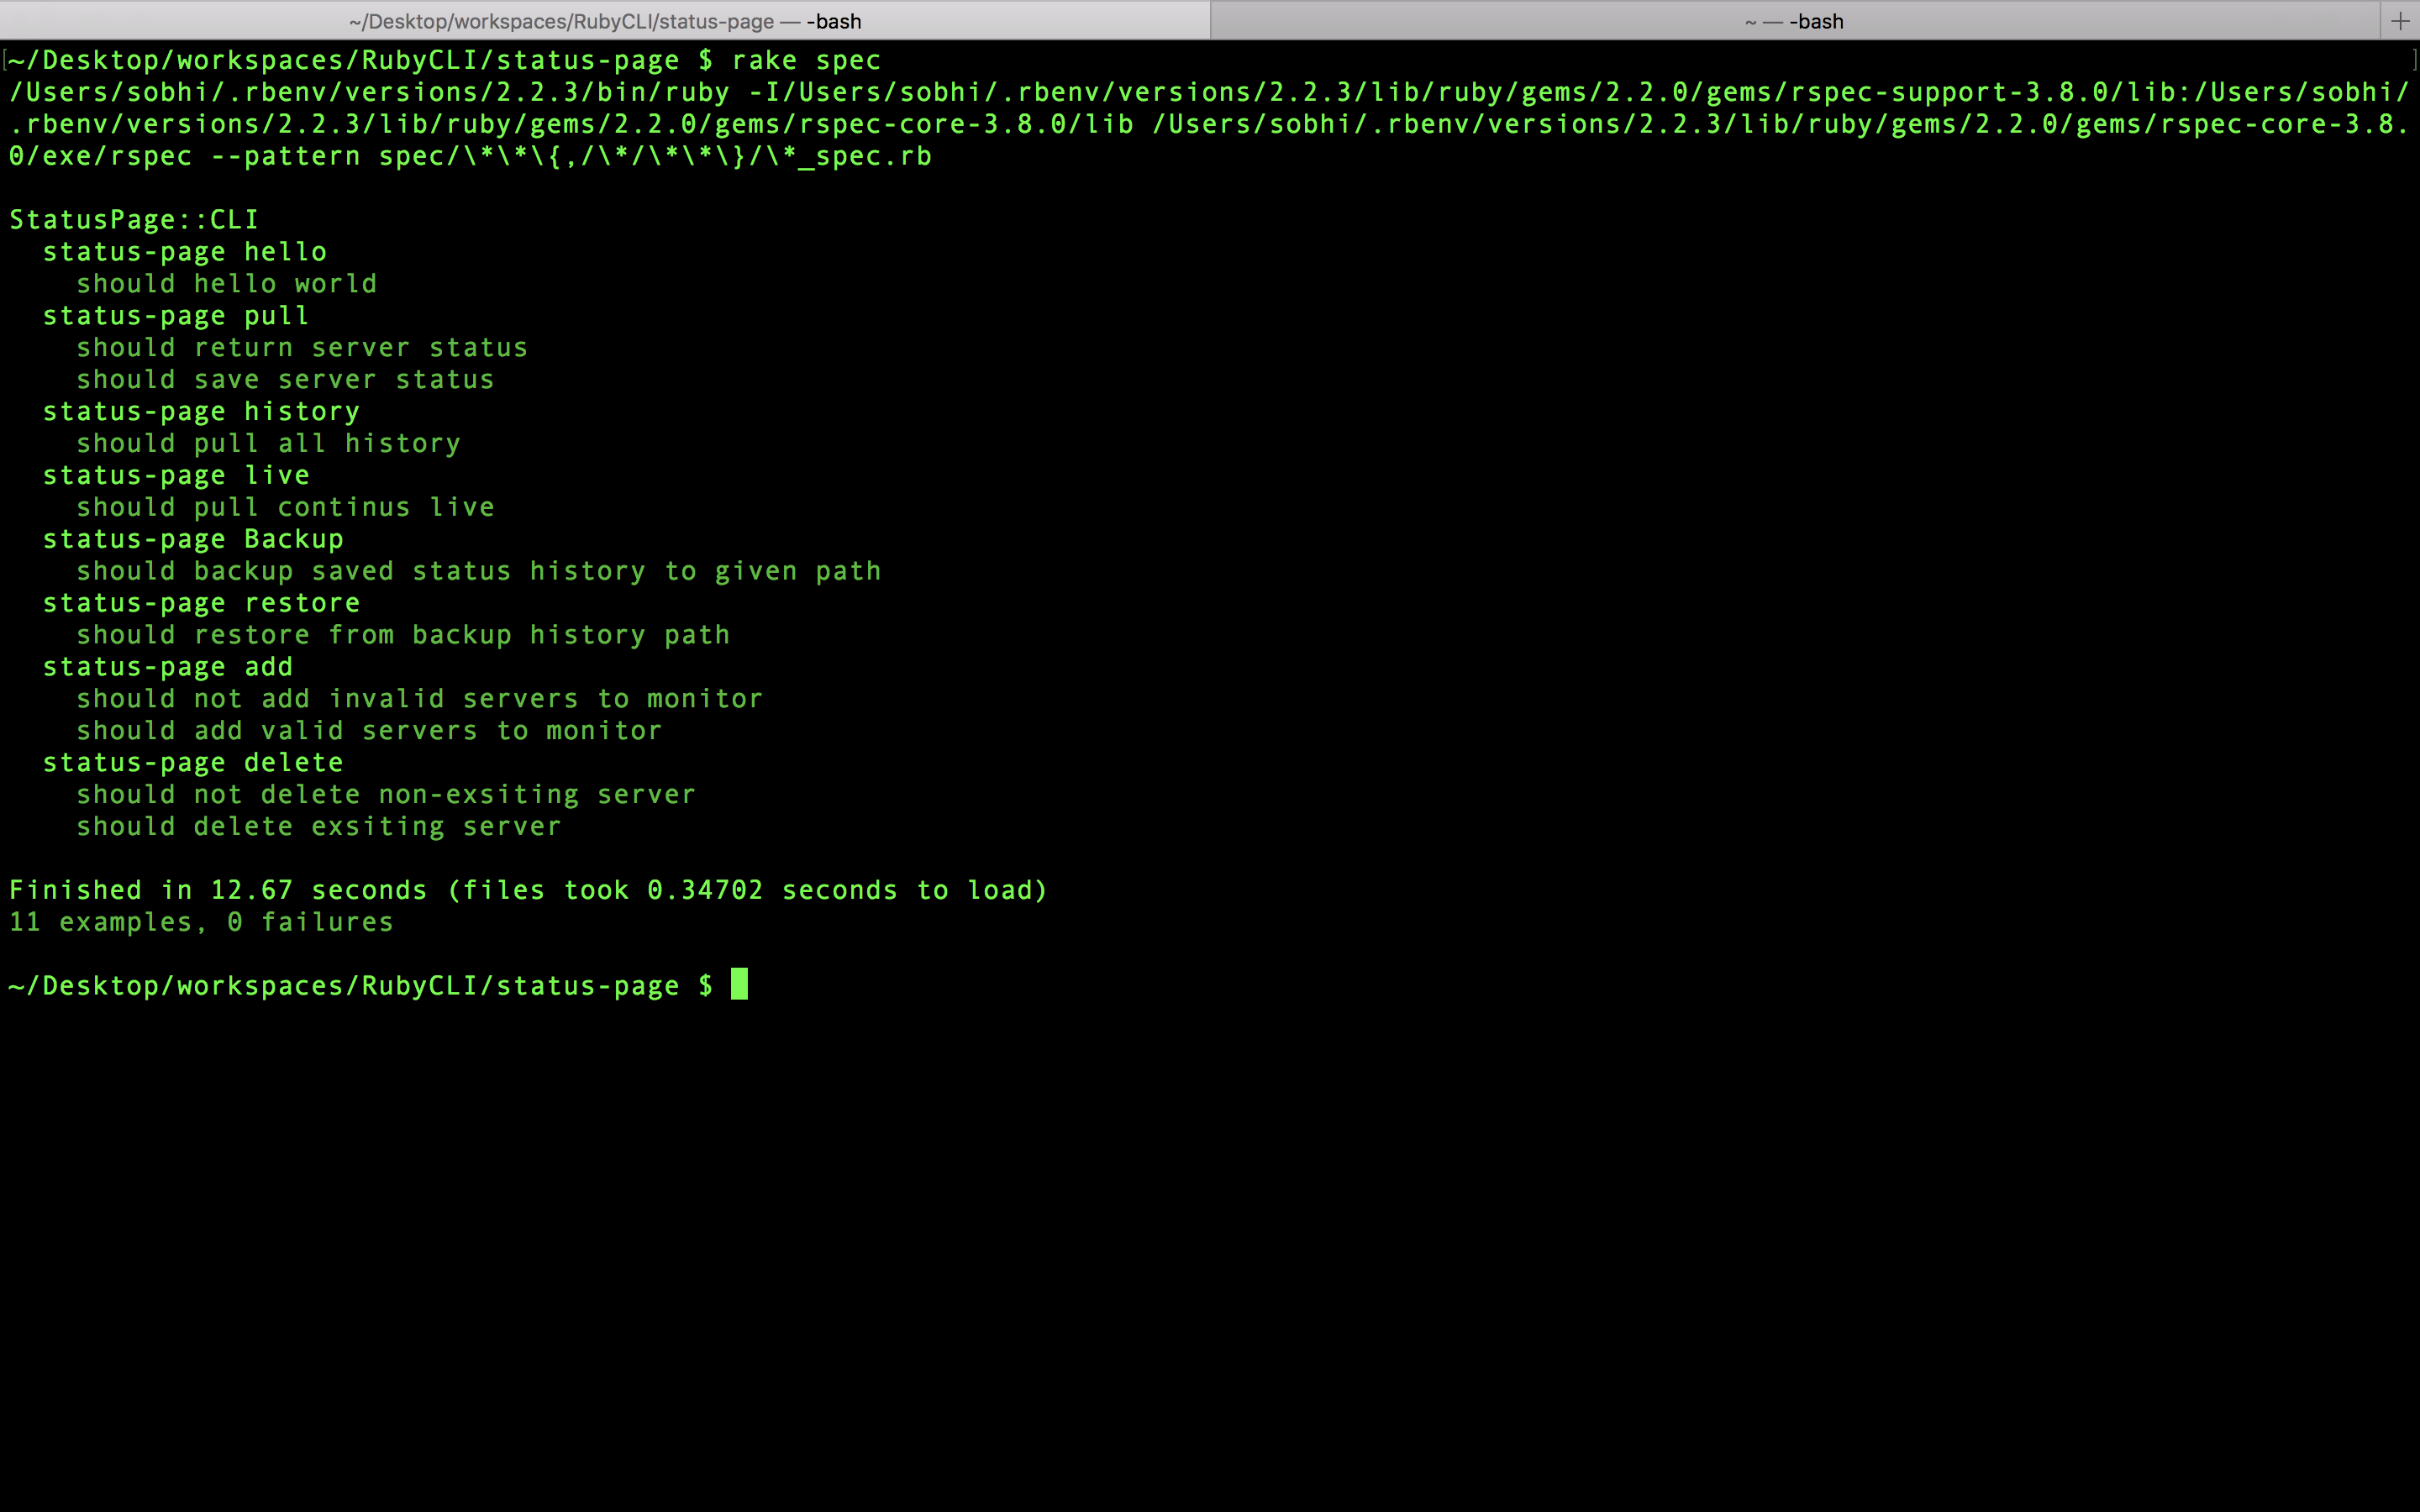 ~/Desktop/workspaces/RubyCLI/status-page — -bash
~ — -bash
[~/Desktop/workspaces/RubyCLI/status-page $ rake spec ]
/Users/sobhi/.rbenv/versions/2.2.3/bin/ruby -I/Users/sobhi/.rbenv/versions/2.2.3/lib/ruby/gems/2.2.0/gems/rspec-support-3.8.0/lib:/Users/sobhi/
.rbenv/versions/2.2.3/lib/ruby/gems/2.2.0/gems/rspec-core-3.8.0/lib /Users/sobhi/.rbenv/versions/2.2.3/lib/ruby/gems/2.2.0/gems/rspec-core-3.8.
0/exe/rspec --pattern spec/\*\*\{,/\*/\*\*\}/\*_spec.rb
StatusPage::CLI
status-page hello
should hello world
status-page pull
should return server status
should save server status
status-page history
should pull all history
status-page live
should pull continus live
status-page Backup
should backup saved status history to given path
status-page restore
should restore from backup history path
status-page add
should not add invalid servers to monitor
should add valid servers to monitor
status-page delete
should not delete non-exsiting server
should delete exsiting server
Finished in 12.67 seconds (files took 0.34702 seconds to load)
11 examples, 0 failures
~/Desktop/workspaces/RubyCLI/status-page $